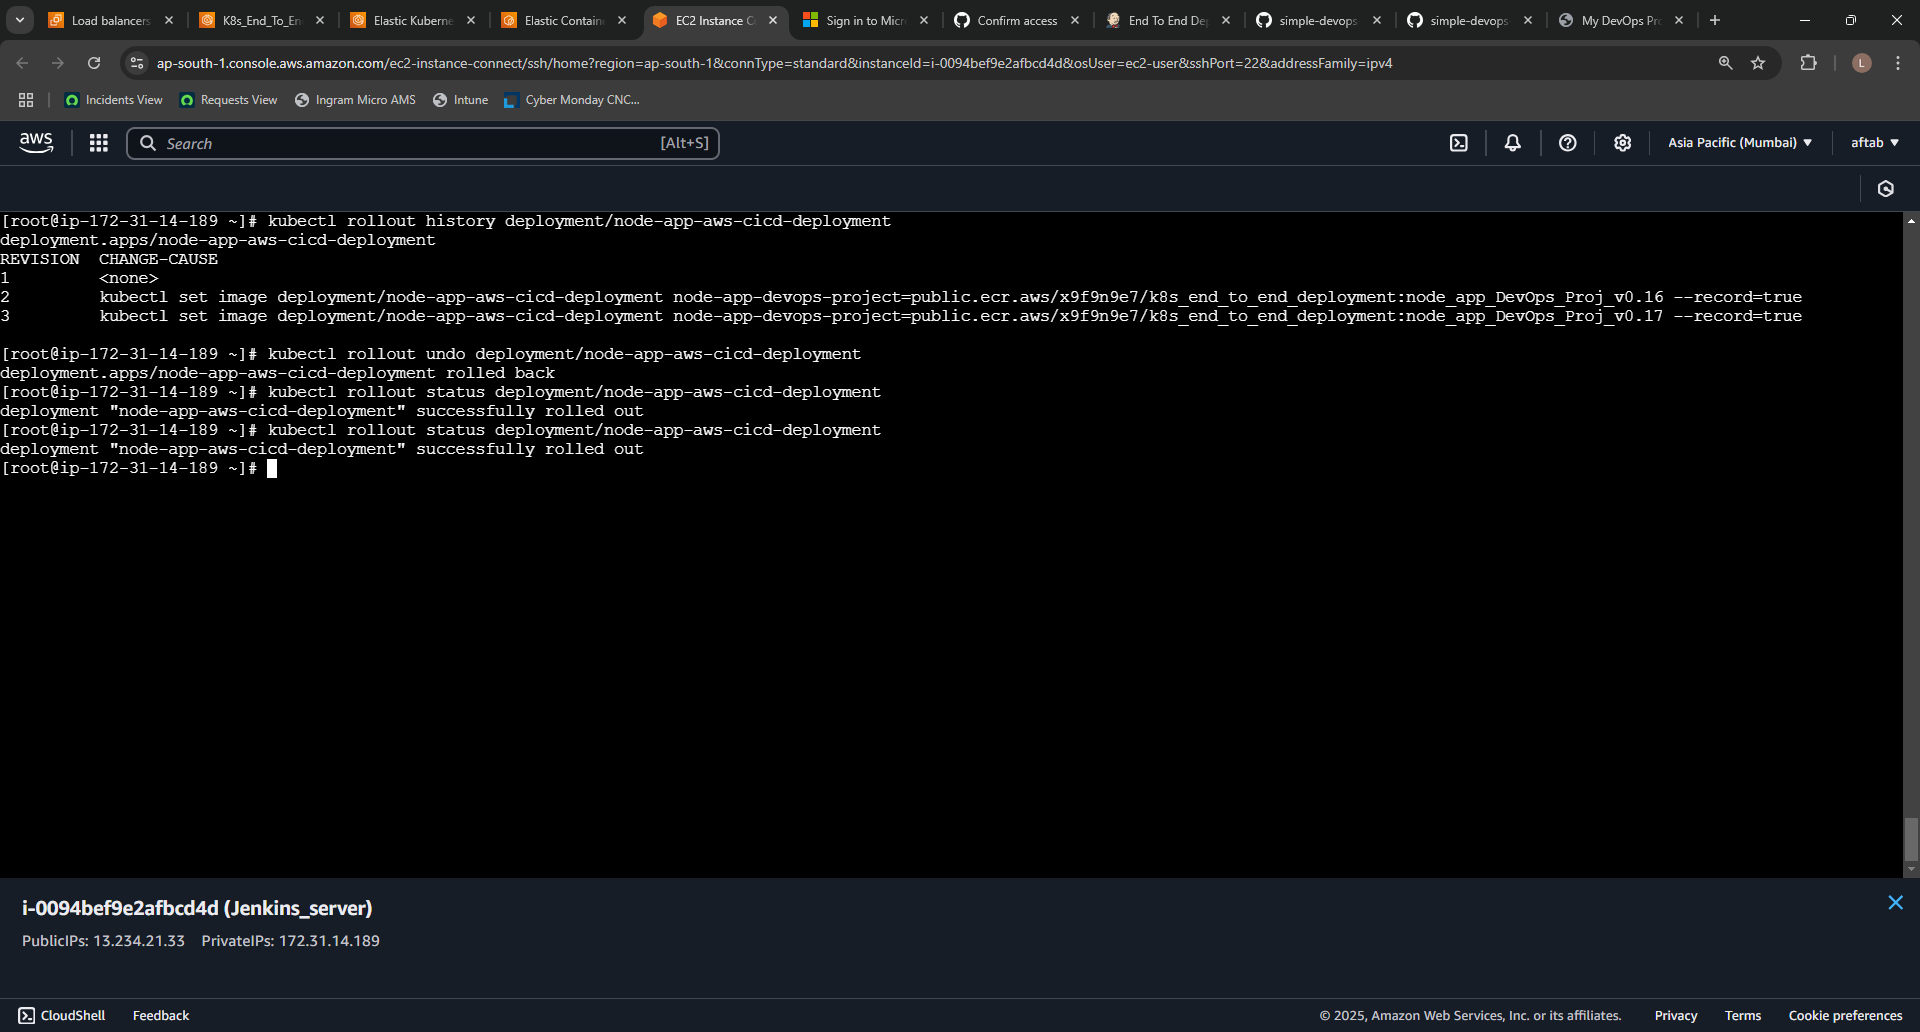 Load balancers
K8s_End_To_En
Elastic Kuberne
Elastic Contain
EC2 Instance C
Sign in to Micr
Confirm access
End To End De
simple-devops
simple-devops
My DevOps Pr
ap-south-1.console.aws.amazon.com/ec2-instance-connect/ssh/home?region=ap-south-1&connType=standard&instanceId=i-0094bef9e2afbcd4d&osUser=ec2-user&sshPort=22&addressFamily=ipv4
L
Incidents View
Requests View
Ingram Micro AMS
Intune
Cyber Monday CNC...
aws
Search
[Alt+S]
Asia Pacific (Mumbai)
aftab
[root@ip-172-31-14-189 ~]# kubectl rollout history deployment/node-app-aws-cicd-deployment
deployment.apps/node-app-aws-cicd-deployment
REVISION  CHANGE-CAUSE
1         <none>
2         kubectl set image deployment/node-app-aws-cicd-deployment node-app-devops-project=public.ecr.aws/x9f9n9e7/k8s_end_to_end_deployment:node_app_DevOps_Proj_v0.16 --record=true
3         kubectl set image deployment/node-app-aws-cicd-deployment node-app-devops-project=public.ecr.aws/x9f9n9e7/k8s_end_to_end_deployment:node_app_DevOps_Proj_v0.17 --record=true
[root@ip-172-31-14-189 ~]# kubectl rollout undo deployment/node-app-aws-cicd-deployment
deployment.apps/node-app-aws-cicd-deployment rolled back
[root@ip-172-31-14-189 ~]# kubectl rollout status deployment/node-app-aws-cicd-deployment
deployment "node-app-aws-cicd-deployment" successfully rolled out
[root@ip-172-31-14-189 ~]# kubectl rollout status deployment/node-app-aws-cicd-deployment
deployment "node-app-aws-cicd-deployment" successfully rolled out
[root@ip-172-31-14-189 ~]#
i-0094bef9e2afbcd4d (Jenkins_server)
PublicIPs: 13.234.21.33   PrivateIPs: 172.31.14.189
CloudShell
Feedback
© 2025, Amazon Web Services, Inc. or its affiliates.
Privacy
Terms
Cookie preferences